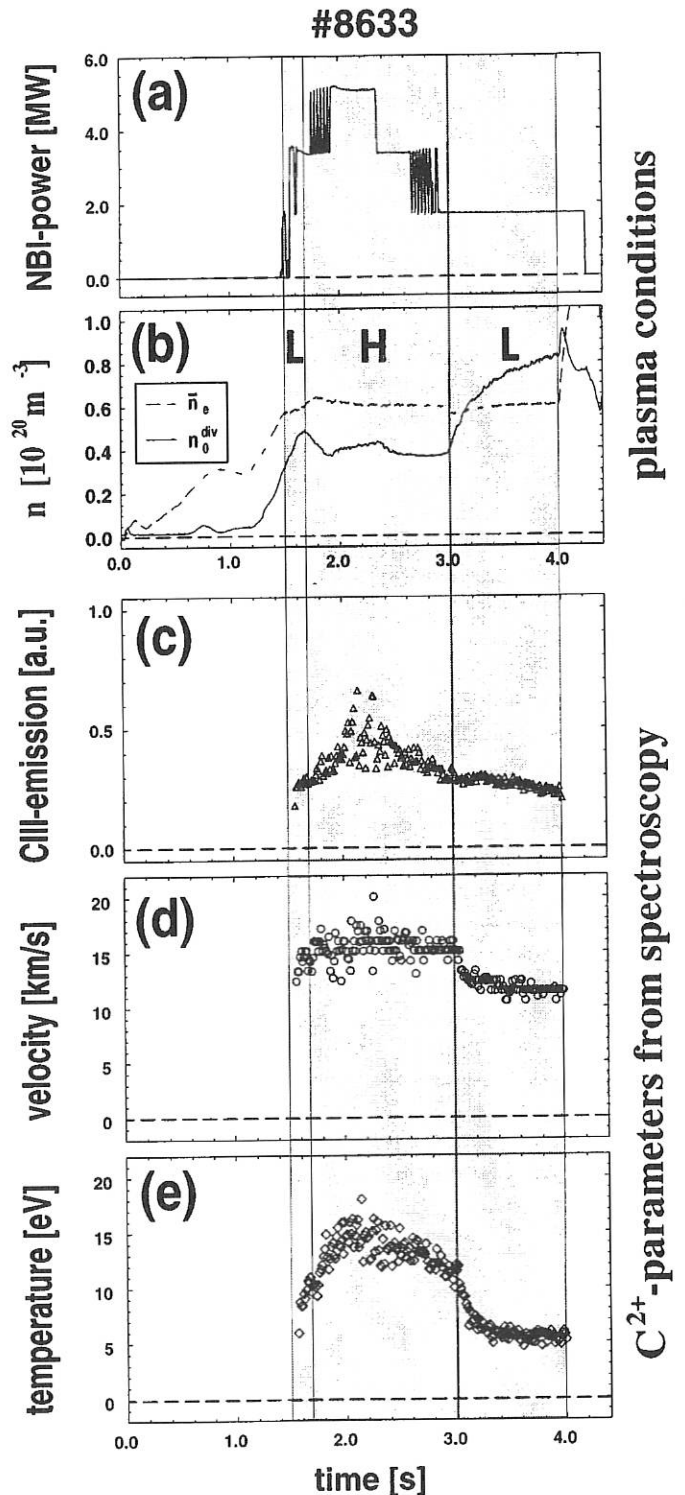 #8633
NBI-power [MW]
6.0
4.0
2.0
0.0
(a)
n [10 20 m -3]
1.0
0.8
0.6
0.4
0.2
0.0
(b)
L
H
L
n̄ e
n 0 div
0.0
1.0
2.0
3.0
4.0
plasma conditions
CIII-emission [a.u.]
1.0
0.5
0.0
(c)
velocity [km/s]
20
15
10
5
0
(d)
temperature [eV]
20
15
10
5
0
(e)
0.0
1.0
2.0
3.0
4.0
time [s]
C2+-parameters from spectroscopy